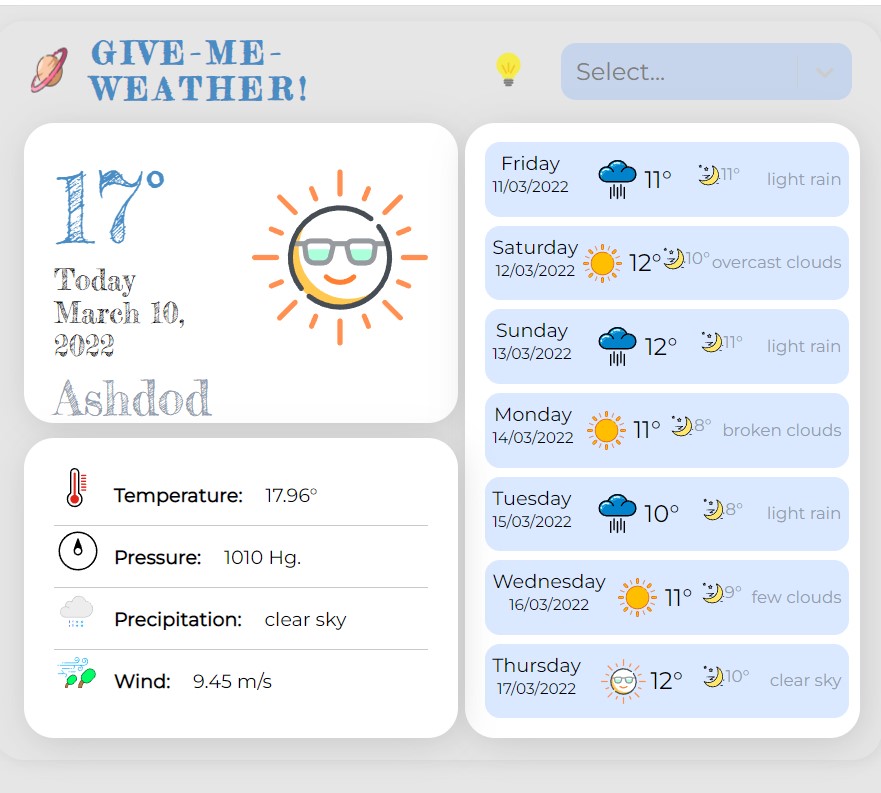 GIVE-ME-
WEATHER!
Select...
17°
Today
March 10,
2022
Ashdod
Temperature: 17.96°
Pressure: 1010 Hg.
Precipitation: clear sky
Wind: 9.45 m/s
Friday
11/03/2022
11° 11° light rain
Saturday
12/03/2022
12° 10° overcast clouds
Sunday
13/03/2022
12° 11° light rain
Monday
14/03/2022
11° 8° broken clouds
Tuesday
15/03/2022
10° 8° light rain
Wednesday
16/03/2022
11° 9° few clouds
Thursday
17/03/2022
12° 10° clear sky